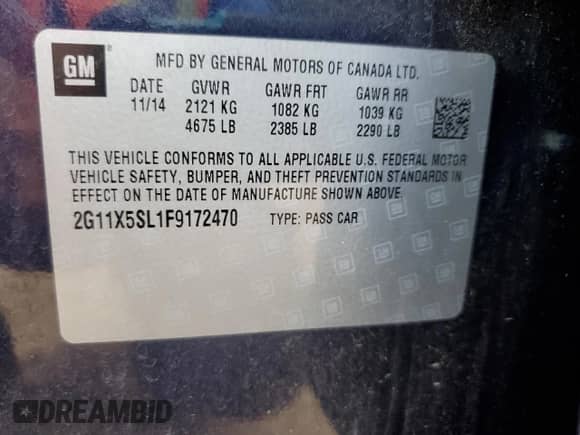 GM ®
MFD BY GENERAL MOTORS OF CANADA LTD.
DATE GVWR GAWR FRT GAWR RR
11/14 2121 KG 1082 KG 1039 KG
4675 LB 2385 LB 2290 LB
THIS VEHICLE CONFORMS TO ALL APPLICABLE U.S. FEDERAL MOTOR
VEHICLE SAFETY, BUMPER, AND THEFT PREVENTION STANDARDS IN
EFFECT ON THE DATE OF MANUFACTURE SHOWN ABOVE.
2G11X5SL1F9172470 TYPE: PASS CAR
DREAMBID